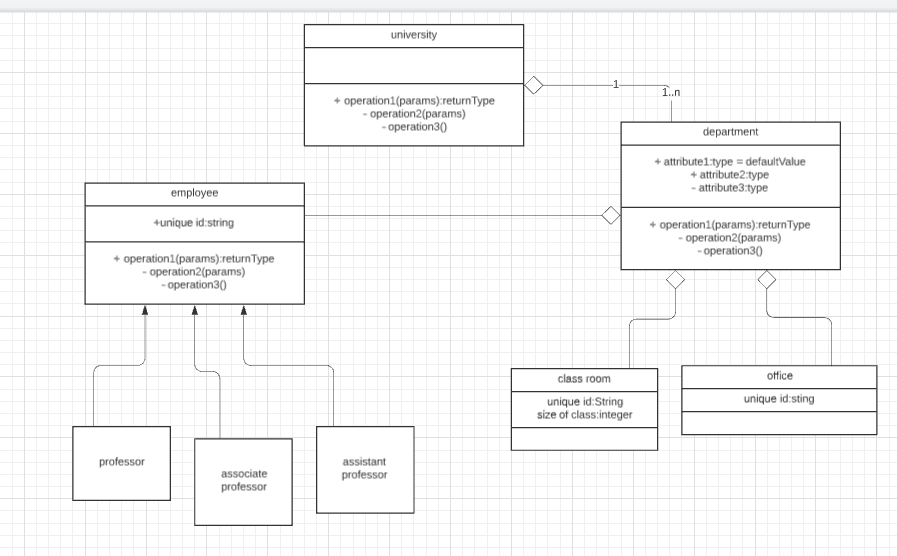 university
+ operation1(params):returnType
- operation2(params)
- operation3()
1
1..n
department
+ attribute1:type = defaultValue
+ attribute2:type
- attribute3:type
+ operation1(params):returnType
- operation2(params)
- operation3()
employee
+unique id:string
+ operation1(params):returnType
- operation2(params)
- operation3()
class room
unique id:String
size of class:integer
office
unique id:sting
professor
associate
professor
assistant
professor